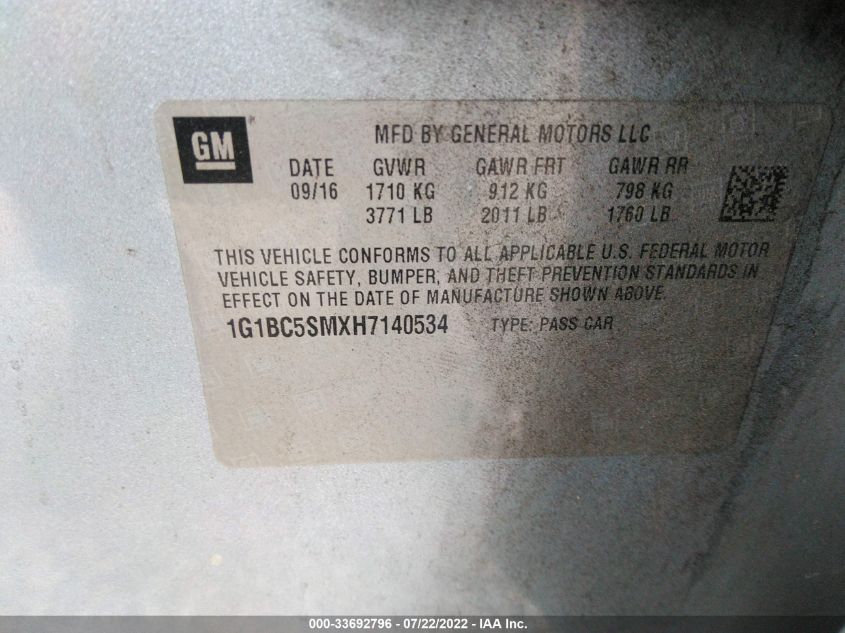 GM
MFD BY GENERAL MOTORS LLC
DATE GVWR GAWR FRT GAWR RR
09/16 1710 KG 912 KG 798 KG
3771 LB 2011 LB 1760 LB
THIS VEHICLE CONFORMS TO ALL APPLICABLE U.S. FEDERAL MOTOR
VEHICLE SAFETY, BUMPER, AND THEFT PREVENTION STANDARDS IN
EFFECT ON THE DATE OF MANUFACTURE SHOWN ABOVE.
1G1BC5SMXH7140534 TYPE: PASS CAR
000-33692796 - 07/22/2022 - IAA Inc.